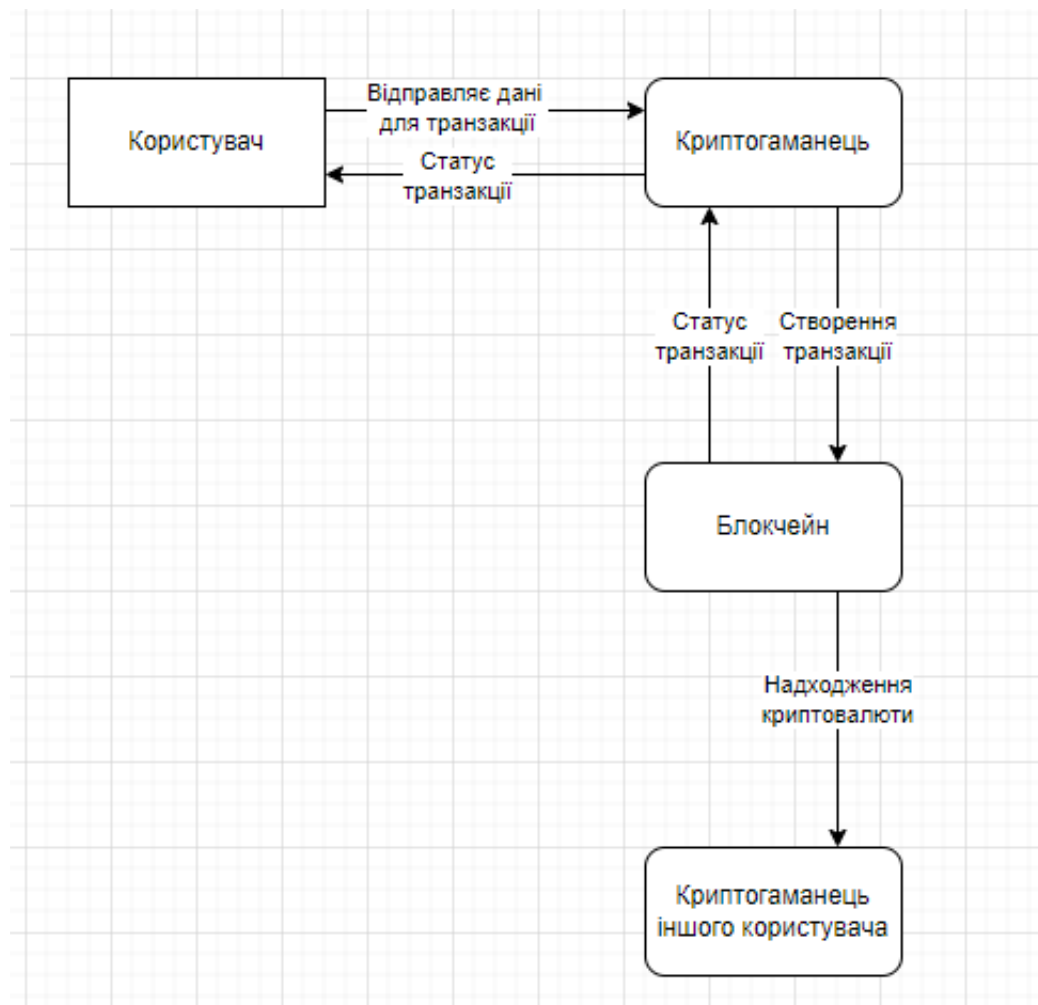 Користувач
Відправляє дані
для транзакції
Статус
транзакції
Криптогаманець
Статус
транзакції
Створення
транзакції
Блокчейн
Надходження
криптовалюти
Криптогаманець
іншого користувача